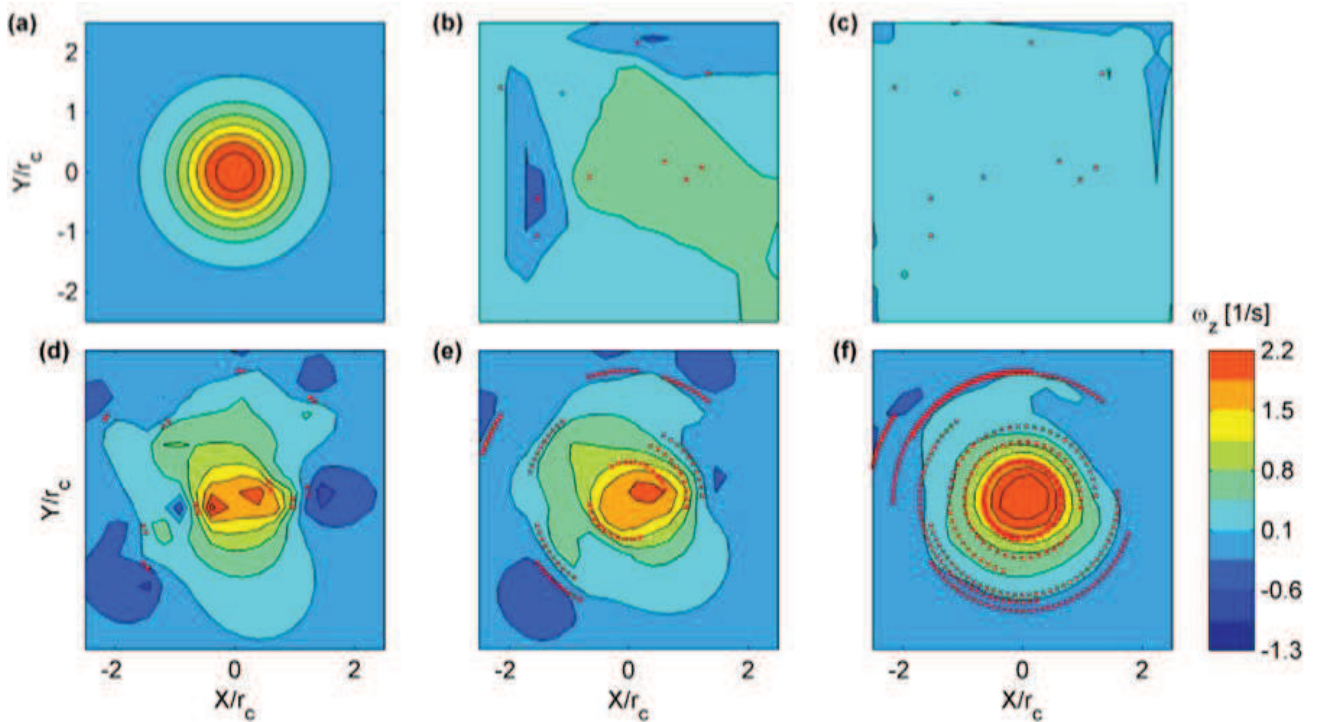 (a) (b) (c)
2
1
0
-1
-2
Y/r_c
ω_z [1/s]
(d) (e) (f)
2.2
1.5
0.8
0.1
-0.6
-1.3
Y/r_c
-2 0 2 -2 0 2 -2 0 2
X/r_c X/r_c X/r_c